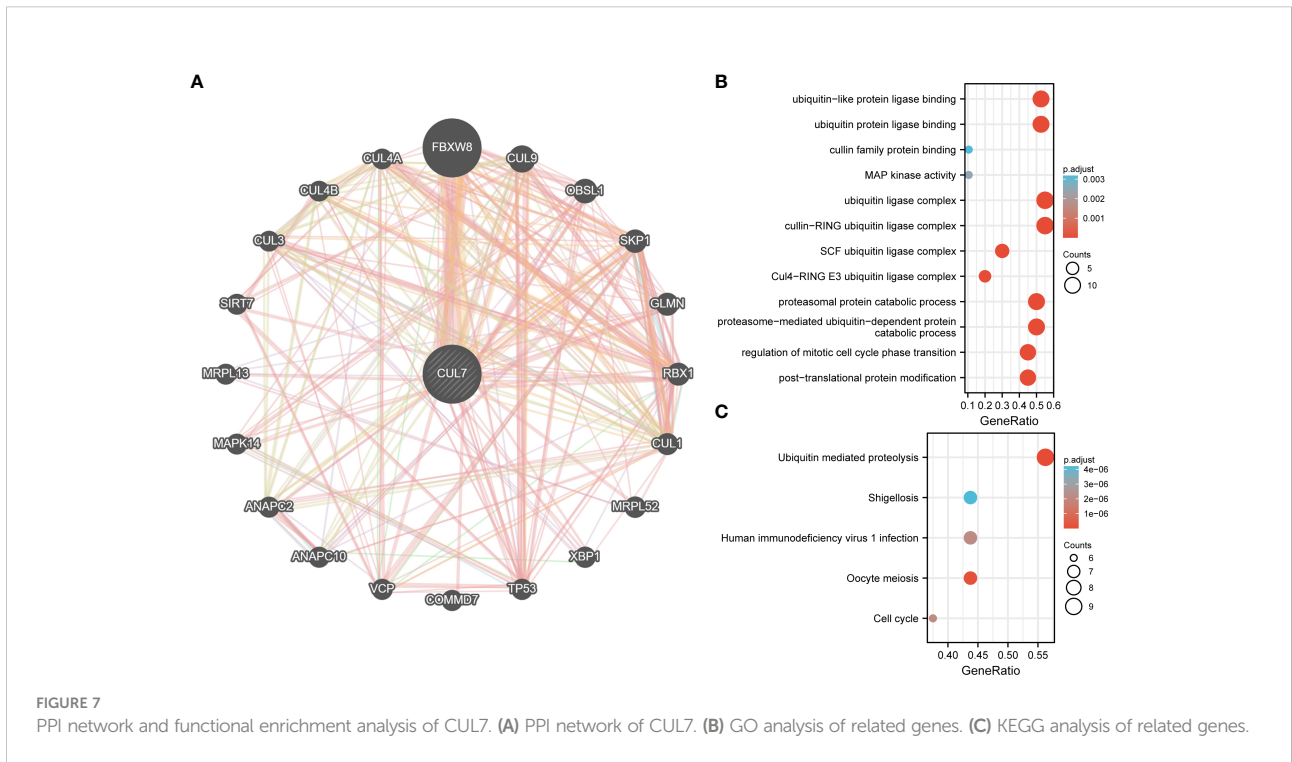 A
FBXW8
CUL9
OBSL1
SKP1
GLMN
RBX1
CUL1
MRPL52
XBP1
TP53
COMMD7
VCP
ANAPC10
ANAPC2
MAPK14
MRPL13
SIRT7
CUL3
CUL4B
CUL4A
CUL7
B
ubiquitin-like protein ligase binding
ubiquitin protein ligase binding
cullin family protein binding
MAP kinase activity
ubiquitin ligase complex
cullin-RING ubiquitin ligase complex
SCF ubiquitin ligase complex
Cul4-RING E3 ubiquitin ligase complex
proteasomal protein catabolic process
proteasome-mediated ubiquitin-dependent protein
catabolic process
regulation of mitotic cell cycle phase transition
post-translational protein modification
0.1 0.2 0.3 0.4 0.5 0.6
GeneRatio
p.adjust
0.003
0.002
0.001
Counts
5
10
C
Ubiquitin mediated proteolysis
Shigellosis
Human immunodeficiency virus 1 infection
Oocyte meiosis
Cell cycle
0.40 0.45 0.50 0.55
GeneRatio
p.adjust
4e-06
3e-06
2e-06
1e-06
Counts
6
7
8
9
FIGURE 7
PPI network and functional enrichment analysis of CUL7. (A) PPI network of CUL7. (B) GO analysis of related genes. (C) KEGG analysis of related genes.